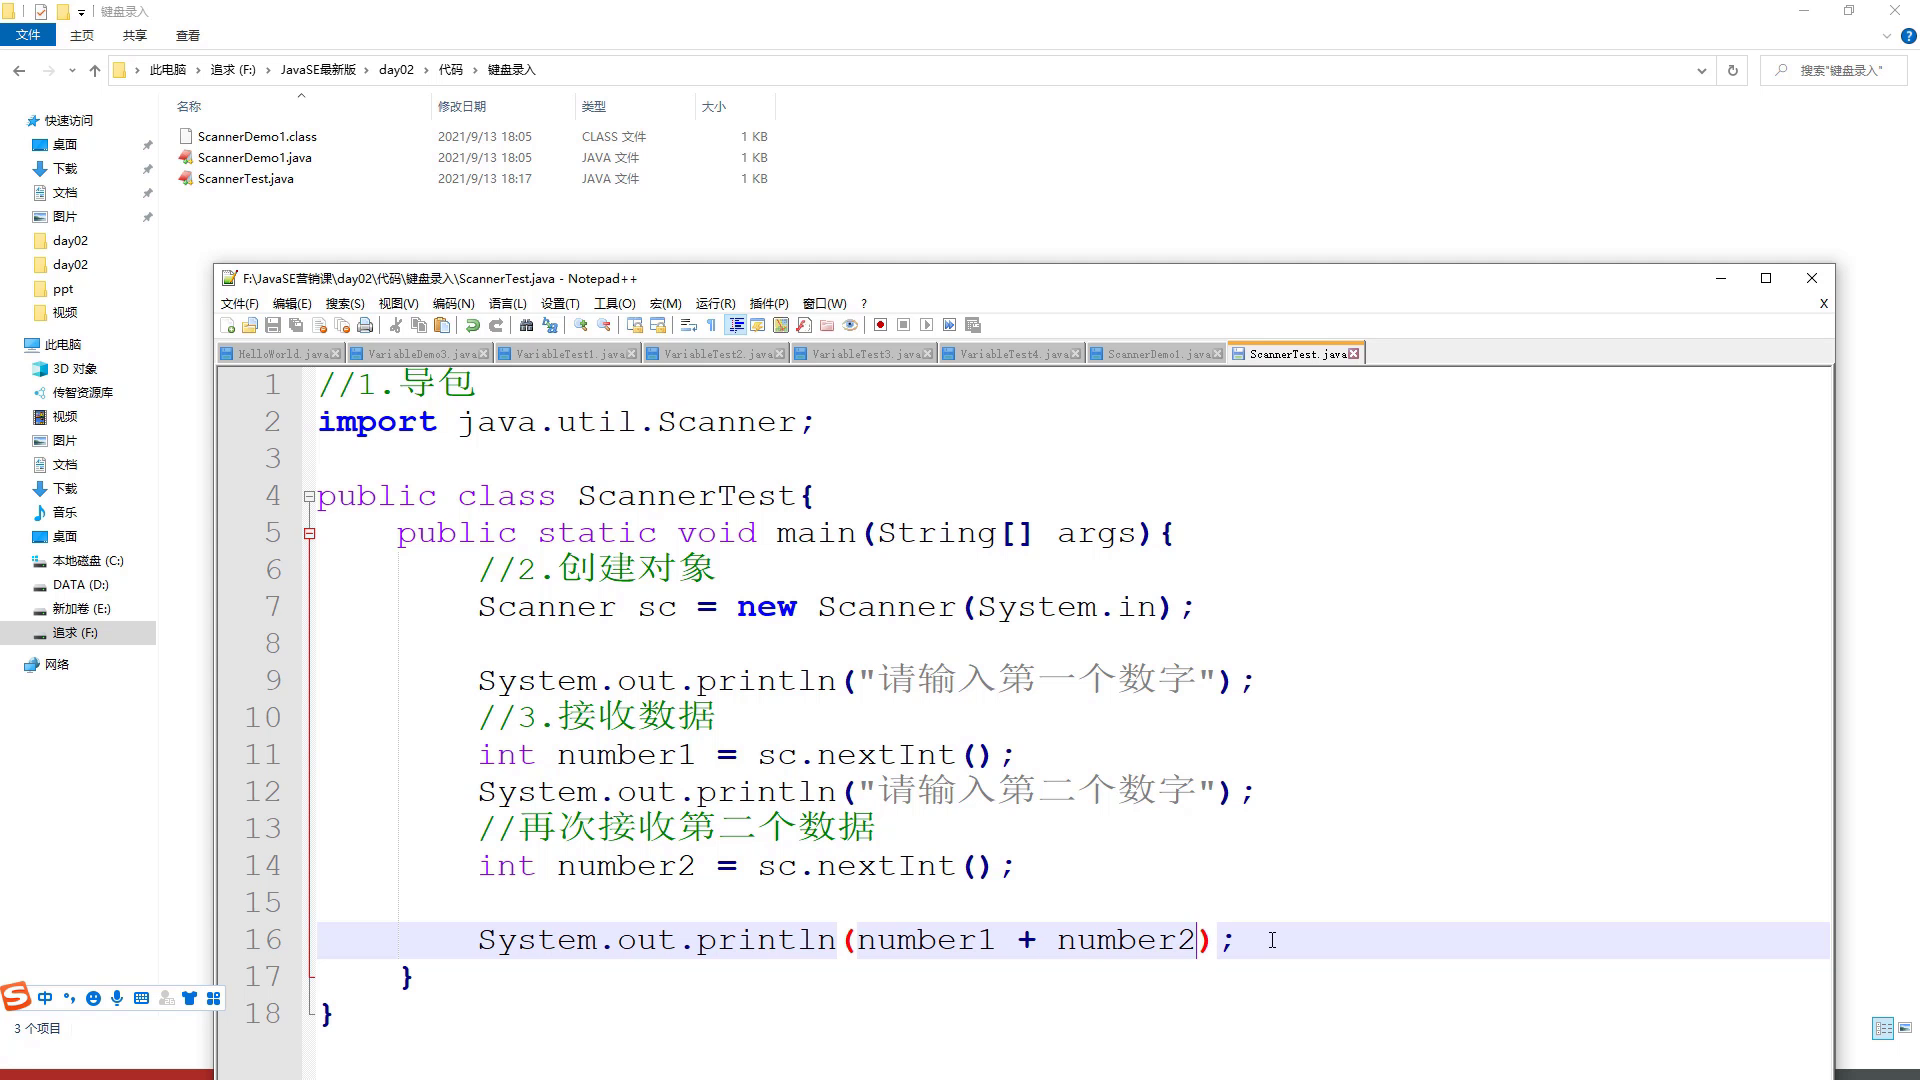 键盘录入
文件 主页 共享 查看
此电脑 追求 (F:) JavaSE最新版 day02 代码 键盘录入
搜索"键盘录入"
名称 修改日期 类型 大小
ScannerDemo1.class 2021/9/13 18:05 CLASS 文件 1 KB
ScannerDemo1.java 2021/9/13 18:05 JAVA 文件 1 KB
ScannerTest.java 2021/9/13 18:17 JAVA 文件 1 KB
快速访问
桌面
下载
文档
图片
day02
day02
ppt
视频
此电脑
3D 对象
传智资源库
视频
图片
文档
下载
音乐
桌面
本地磁盘 (C:)
DATA (D:)
新加卷 (E:)
追求 (F:)
网络
3 个项目
中
F:\JavaSE营销课\day02\代码\键盘录入\ScannerTest.java - Notepad++
文件(F) 编辑(E) 搜索(S) 视图(V) 编码(N) 语言(L) 设置(T) 工具(O) 宏(M) 运行(R) 插件(P) 窗口(W) ?
X
HelloWorld.java VariableDemo3.java VariableTest1.java VariableTest2.java VariableTest3.java VariableTest4.java ScannerDemo1.java ScannerTest.java
1 //1.导包
2 import java.util.Scanner;
3
4 public class ScannerTest{
5 public static void main(String[] args){
6 //2.创建对象
7 Scanner sc = new Scanner(System.in);
8
9 System.out.println("请输入第一个数字");
10 //3.接收数据
11 int number1 = sc.nextInt();
12 System.out.println("请输入第二个数字");
13 //再次接收第二个数据
14 int number2 = sc.nextInt();
15
16 System.out.println(number1 + number2);
17 }
18 }